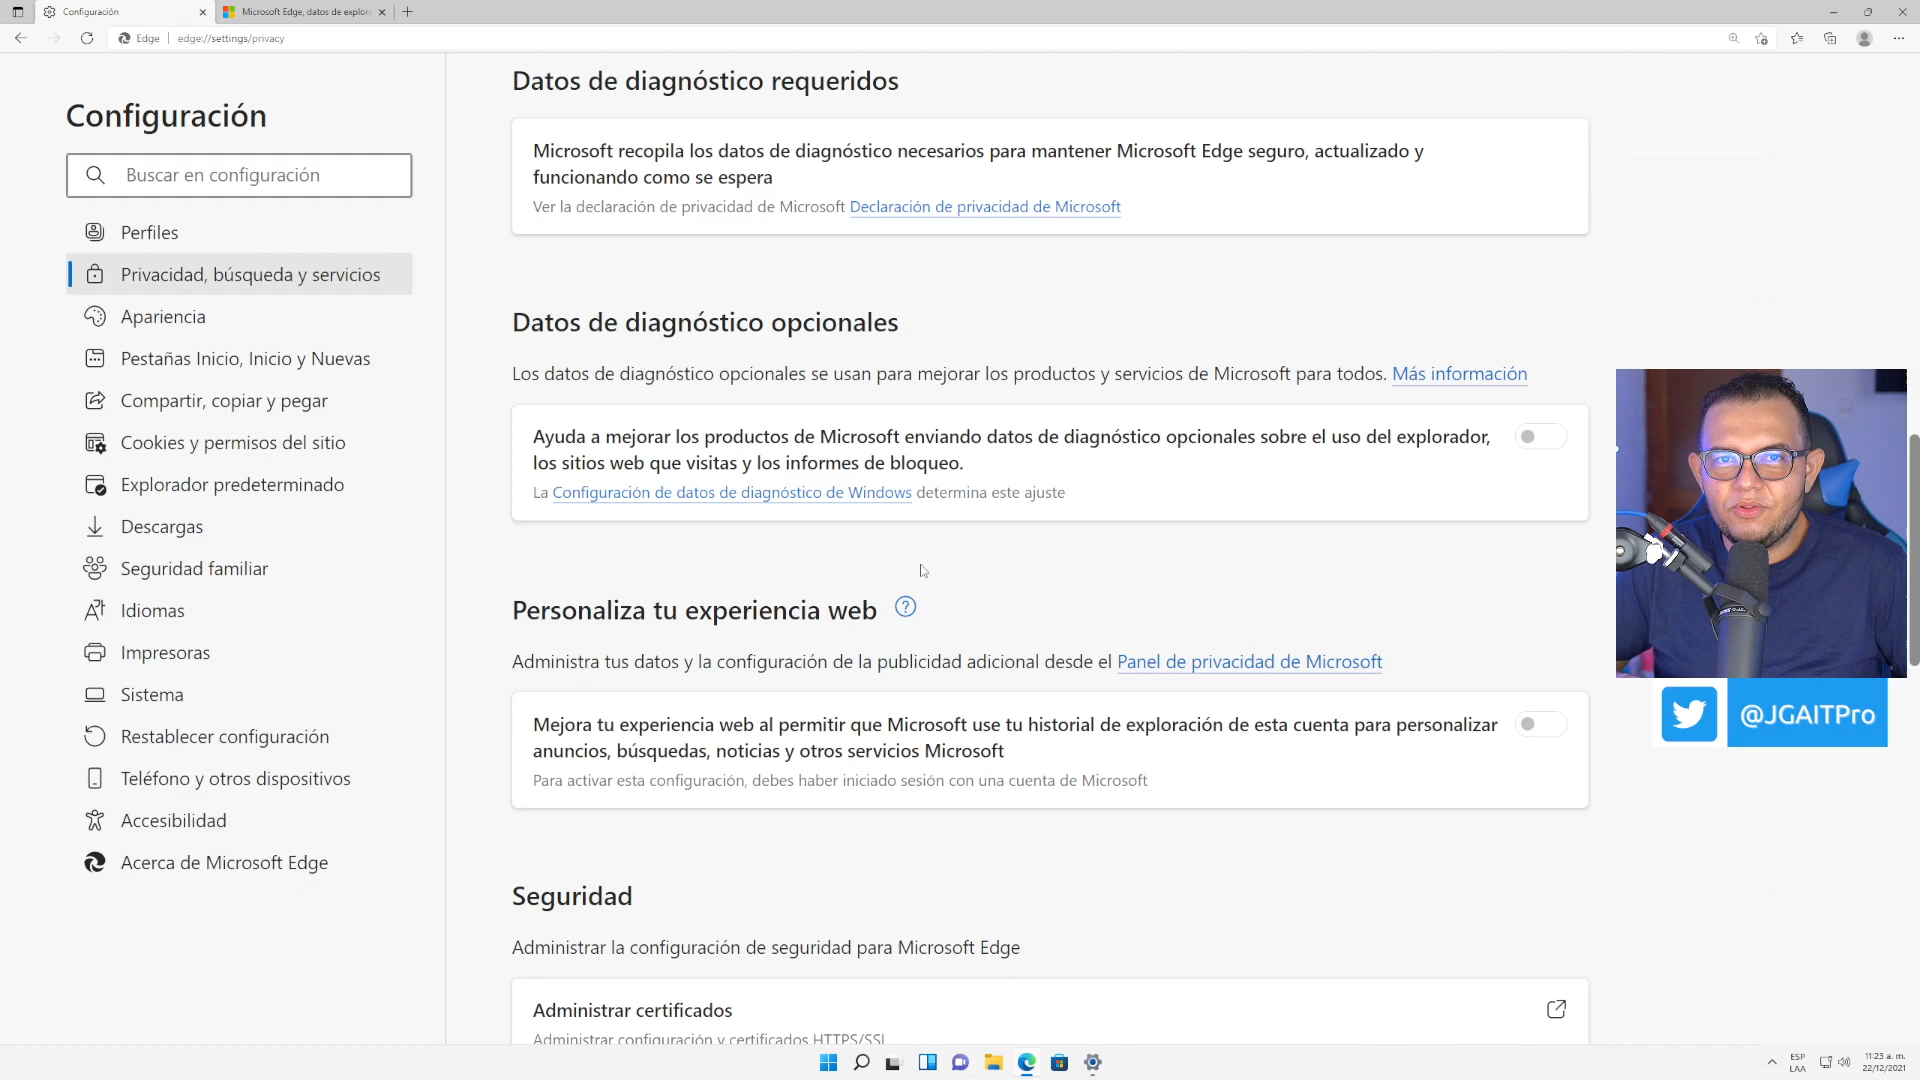 Configuración
Microsoft Edge, datos de explor
Edge
edge://settings/privacy
Configuración
Buscar en configuración
Perfiles
Privacidad, búsqueda y servicios
Apariencia
Pestañas Inicio, Inicio y Nuevas
Compartir, copiar y pegar
Cookies y permisos del sitio
Explorador predeterminado
Descargas
Seguridad familiar
Idiomas
Impresoras
Sistema
Restablecer configuración
Teléfono y otros dispositivos
Accesibilidad
Acerca de Microsoft Edge
Datos de diagnóstico requeridos
Microsoft recopila los datos de diagnóstico necesarios para mantener Microsoft Edge seguro, actualizado y
funcionando como se espera
Ver la declaración de privacidad de Microsoft Declaración de privacidad de Microsoft
Datos de diagnóstico opcionales
Los datos de diagnóstico opcionales se usan para mejorar los productos y servicios de Microsoft para todos. Más información
Ayuda a mejorar los productos de Microsoft enviando datos de diagnóstico opcionales sobre el uso del explorador,
los sitios web que visitas y los informes de bloqueo.
La Configuración de datos de diagnóstico de Windows determina este ajuste
Personaliza tu experiencia web
Administra tus datos y la configuración de la publicidad adicional desde el Panel de privacidad de Microsoft
Mejora tu experiencia web al permitir que Microsoft use tu historial de exploración de esta cuenta para personalizar
anuncios, búsquedas, noticias y otros servicios Microsoft
Para activar esta configuración, debes haber iniciado sesión con una cuenta de Microsoft
Seguridad
Administrar la configuración de seguridad para Microsoft Edge
Administrar certificados
Administrar configuración y certificados HTTPS/SSL
@JGAITPro
ESP
LAA
11:23 a. m.
22/12/2021